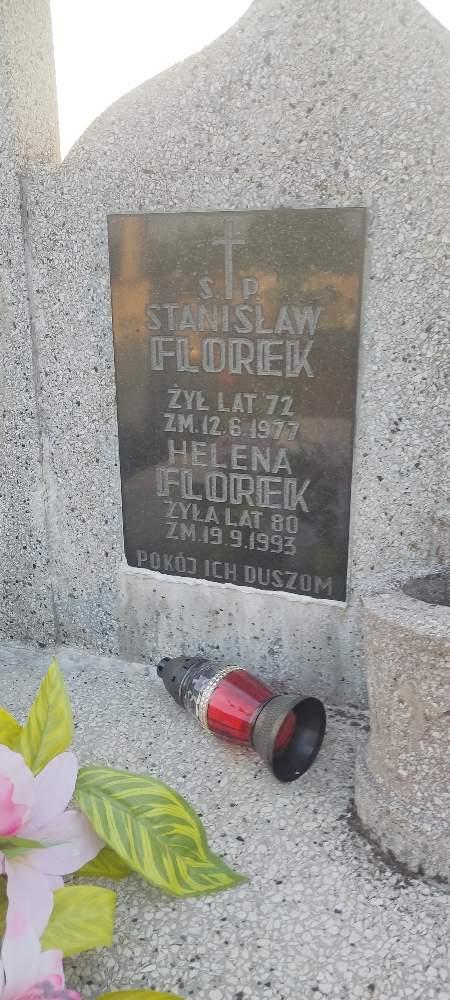 Ś. P.
STANISŁAW
FLOREK
ŻYŁ LAT 72
ZM. 12.6.1977
HELENA
FLOREK
ŻYŁA LAT 80
ZM. 19.9.1993
POKÓJ ICH DUSZOM